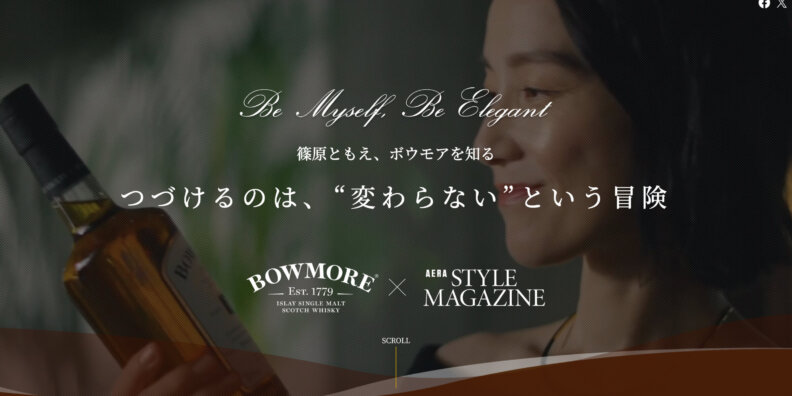 Be Myself, Be Elegant
篠原ともえ、ボウモアを知る
つづけるのは、“変わらない”という冒険
BOWMORE®
Est. 1779
ISLAY SINGLE MALT
SCOTCH WHISKY
×
AERA STYLE
MAGAZINE
SCROLL